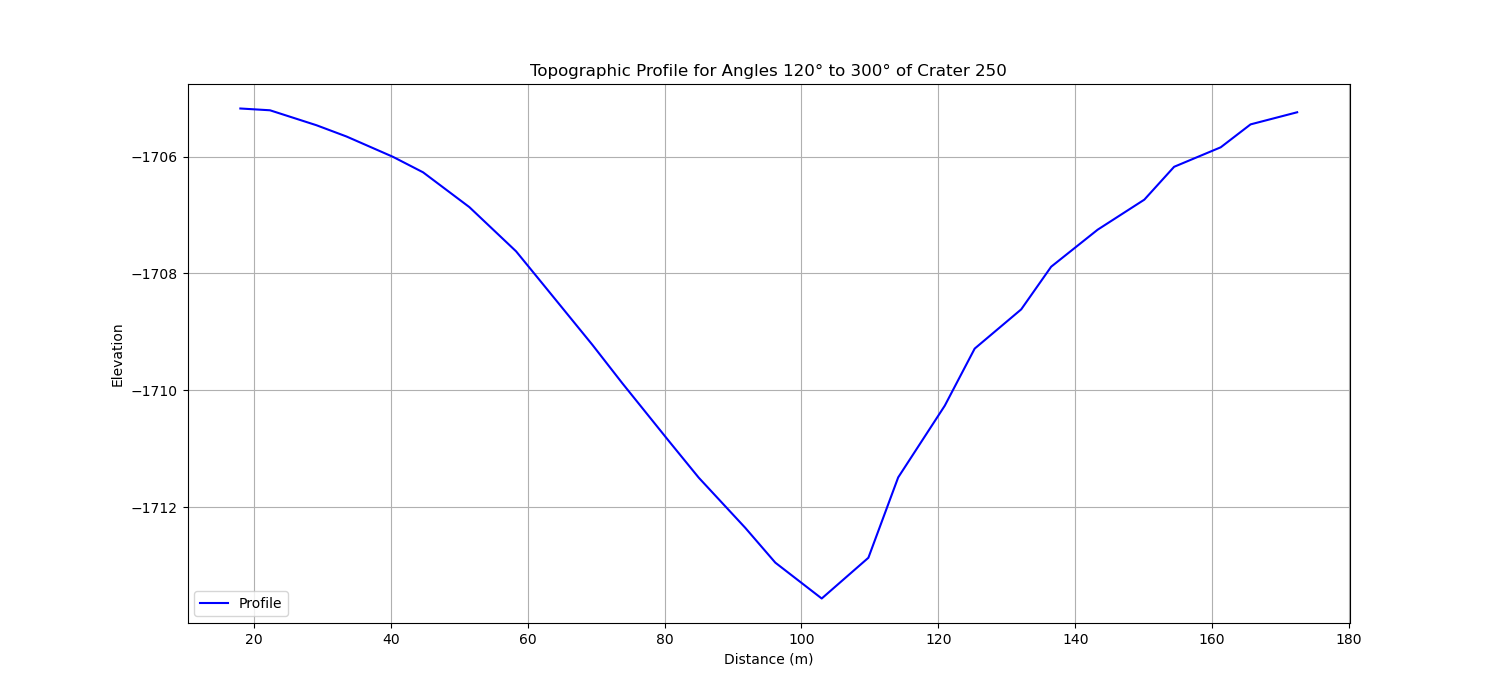 Topographic Profile for Angles 120° to 300° of Crater 250
−1706
−1708
−1710
−1712
Elevation
Profile
20 40 60 80 100 120 140 160 180
Distance (m)